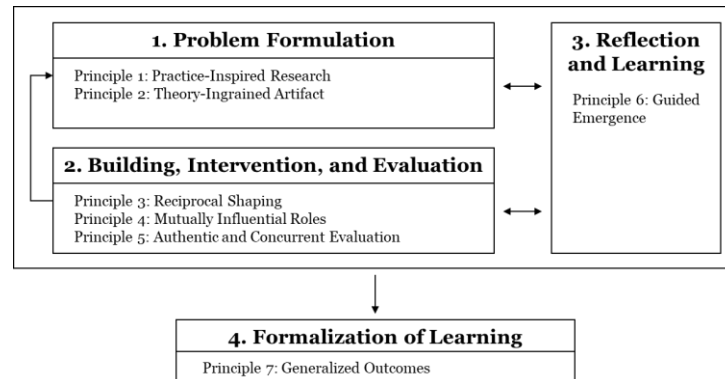 1. Problem Formulation
Principle 1: Practice-Inspired Research
Principle 2: Theory-Ingrained Artifact
2. Building, Intervention, and Evaluation
Principle 3: Reciprocal Shaping
Principle 4: Mutually Influential Roles
Principle 5: Authentic and Concurrent Evaluation
3. Reflection
and Learning
Principle 6: Guided
Emergence
4. Formalization of Learning
Principle 7: Generalized Outcomes